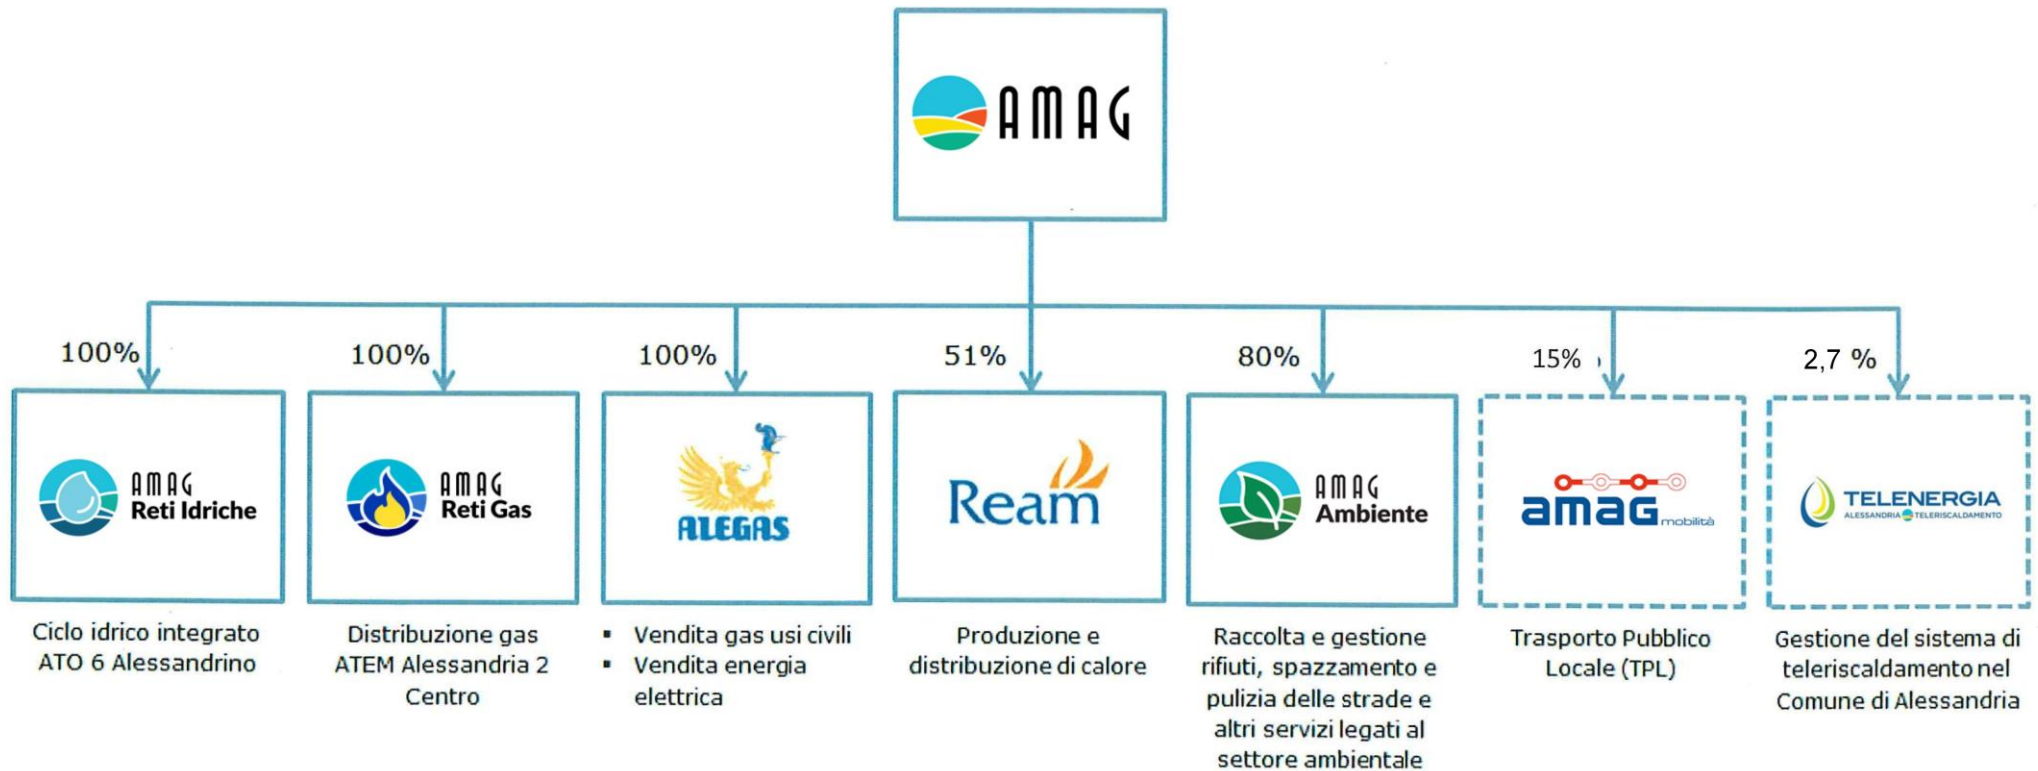 AMAG
100%
100%
100%
51%
80%
15%
2,7 %
AMAG
Reti Idriche
AMAG
Reti Gas
ALEGAS
Ream
AMAG
Ambiente
amaG
mobilità
TELENERGIA
ALESSANDRIA TELERISCALDAMENTO
Ciclo idrico integrato
ATO 6 Alessandrino
Distribuzione gas
ATEM Alessandria 2
Centro
▪ Vendita gas usi civili
▪ Vendita energia
elettrica
Produzione e
distribuzione di calore
Raccolta e gestione
rifiuti, spazzamento e
pulizia delle strade e
altri servizi legati al
settore ambientale
Trasporto Pubblico
Locale (TPL)
Gestione del sistema di
teleriscaldamento nel
Comune di Alessandria